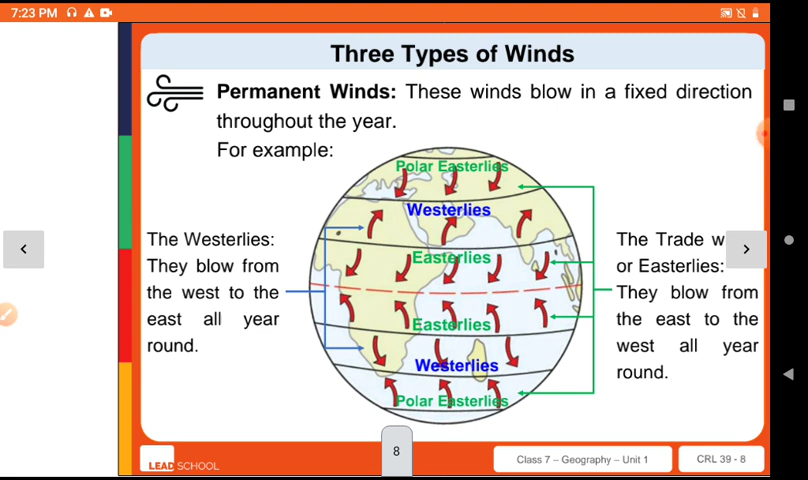 7:23 PM
Three Types of Winds
Permanent Winds: These winds blow in a fixed direction
throughout the year.
For example:
Polar Easterlies
Westerlies
Easterlies
Easterlies
Westerlies
Polar Easterlies
The Westerlies:
They blow from
the west to the
east all year
round.
The Trade w
or Easterlies:
They blow from
the east to the
west all year
round.
8
LEAD SCHOOL
Class 7 – Geography – Unit 1
CRL 39 - 8